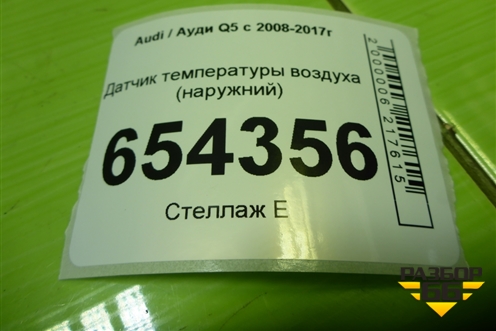 Audi / Ауди Q5 с 2008-2017г
Датчик температуры воздуха
(наружний)
654356
Стеллаж Е
2000006217615
РАЗБОР